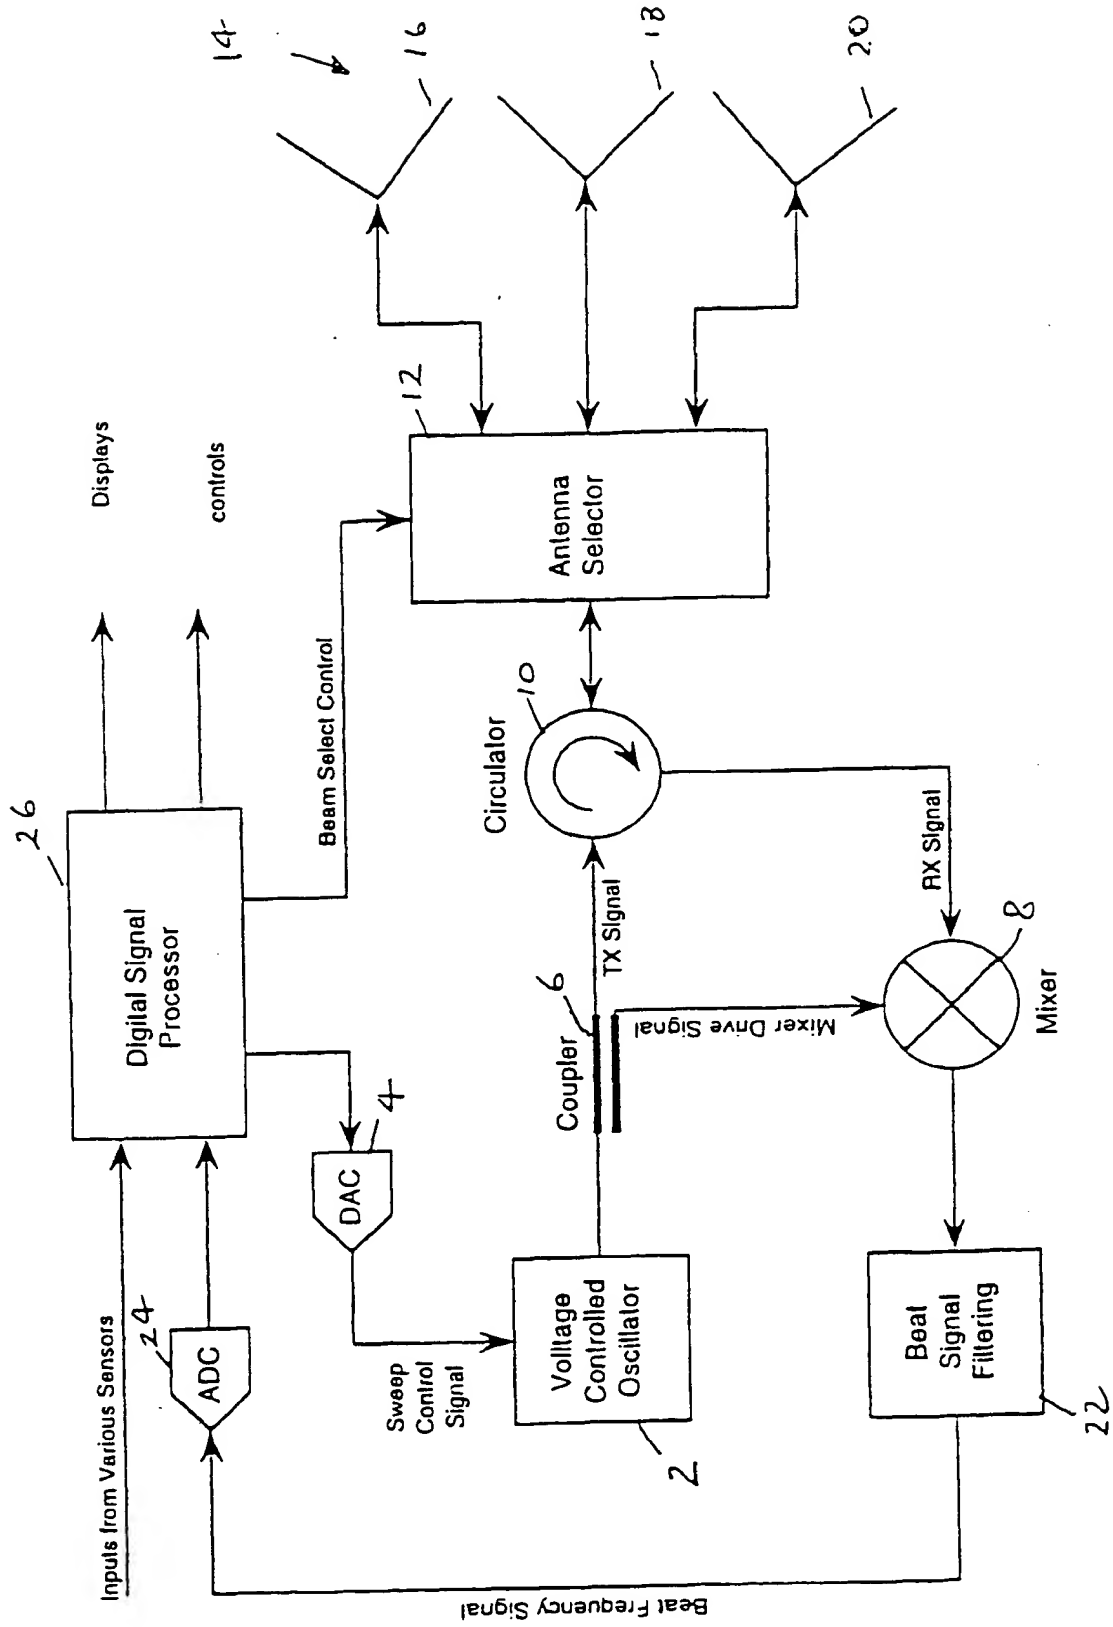 14
16
18
20
Displays
controls
12
Antenna
Selector
26
Digital Signal
Processor
Beam Select Control
Circulator
10
TX Signal
RX Signal
6
Coupler
Mixer Drive Signal
8
Mixer
4
DAC
Inputs from Various Sensors
24
ADC
Sweep
Control
Signal
Voltage
Controlled
Oscillator
2
Beat
Signal
Filtering
22
Beat Frequency Signal